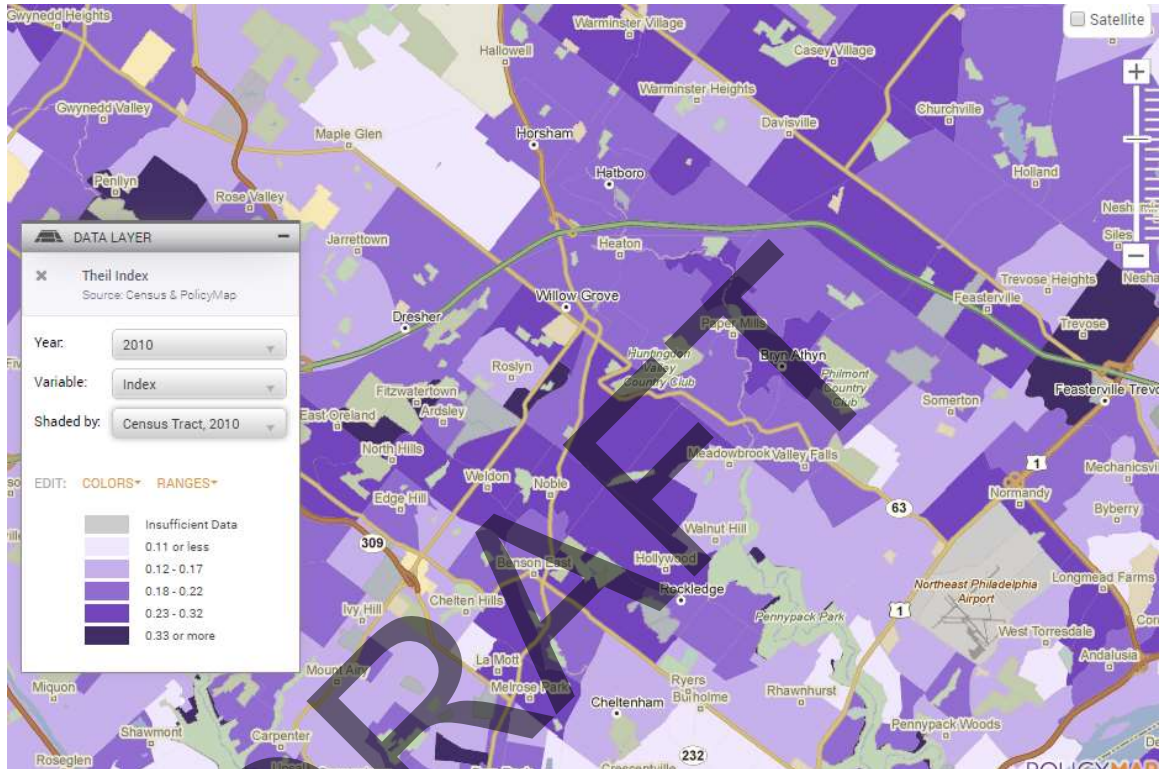 Gwynedd Heights
Warminster Village
Satellite
Hallowell
Casey Village
Warminster Heights
Gwynedd Valley
Churchville
Maple Glen
Horsham
Davisville
Hatboro
Holland
Penllyn
Rose Valley
DATA LAYER
Jarrettown
Heaton
Theil Index
Source: Census & PolicyMap
Trevose Heights
Feasterville
Willow Grove
Dresher
Paper Mills
Trevose
Year:
2010
Huntingdon
Valley
Country Club
Bryn Athyn
Philmont
Country
Club
Roslyn
Variable:
Index
Fitzwatertown
Feasterville Trevo
Somerton
Shaded by:
Census Tract, 2010
East Oreland
Ardsley
North Hills
Meadowbrook
Valley Falls
1
Mechanicsvi
EDIT:
COLORS
RANGES
Weldon
Noble
Edge Hill
Normandy
Byberry
63
Insufficient Data
0.11 or less
0.12 - 0.17
0.18 - 0.22
0.23 - 0.32
0.33 or more
Walnut Hill
309
Benson East
Hollywood
Rockledge
Northeast Philadelphia
Airport
Longmead Farms
Ivy Hill
Chelten Hills
Pennypack Park
1
West Torresdale
Andalusia
La Mott
Mount Airy
Melrose Park
Miquon
Cheltenham
Ryers
Burholme
Rhawnhurst
Shawmont
Carpenter
Pennypack Woods
Roseglen
232
Crescentville
POLICYMAP
DRAFT